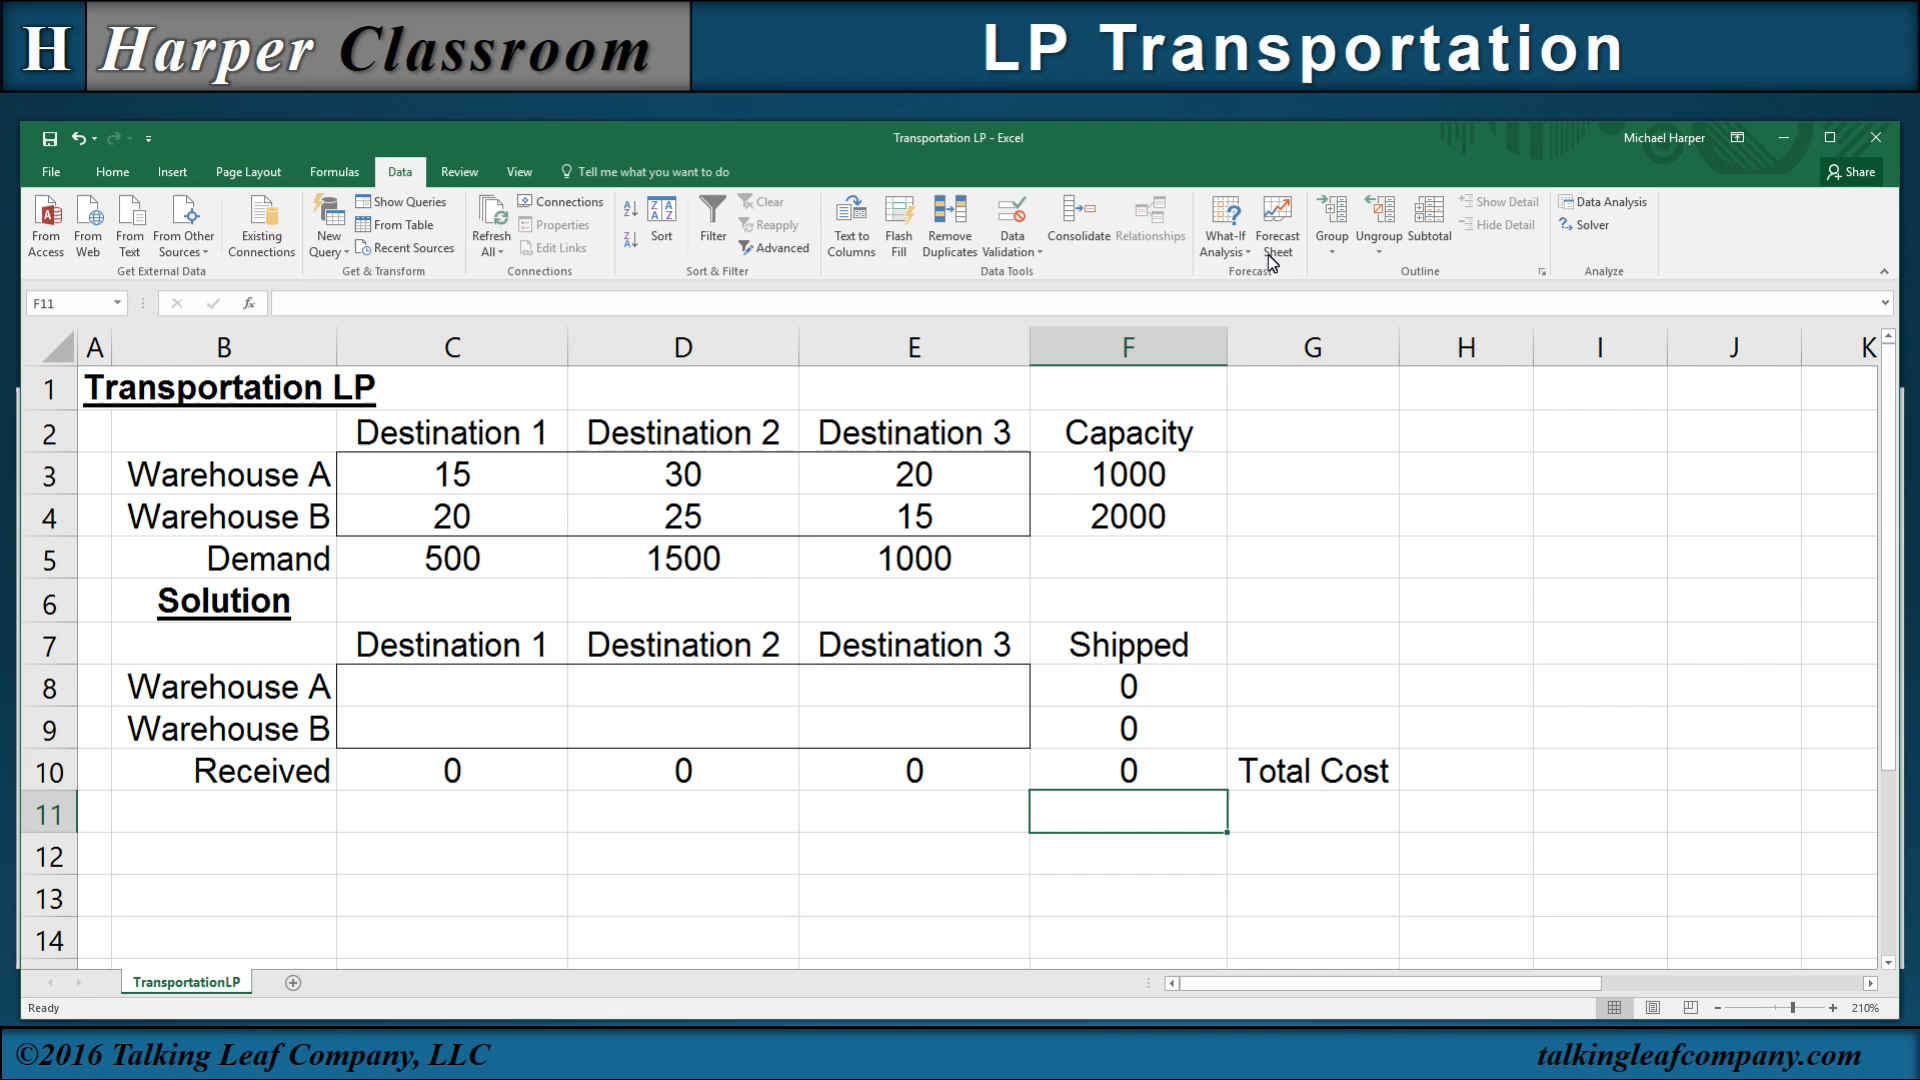 H Harper Classroom
LP Transportation
Transportation LP - Excel
Michael Harper
File Home Insert Page Layout Formulas Data Review View Tell me what you want to do
Share
From Access
From Web
From Text
From Other Sources
Existing Connections
Get External Data
New Query
Show Queries
From Table
Recent Sources
Get & Transform
Refresh All
Connections
Properties
Edit Links
Connections
Sort
Filter
Clear
Reapply
Advanced
Sort & Filter
Text to Columns
Flash Fill
Remove Duplicates
Data Validation
Consolidate
Relationships
Data Tools
What-If Analysis
Forecast Sheet
Forecast
Group
Ungroup
Subtotal
Show Detail
Hide Detail
Outline
Data Analysis
Solver
Analyze
F11 fx
A B C D E F G H I J K
1 Transportation LP
2 Destination 1 Destination 2 Destination 3 Capacity
3 Warehouse A 15 30 20 1000
4 Warehouse B 20 25 15 2000
5 Demand 500 1500 1000
6 Solution
7 Destination 1 Destination 2 Destination 3 Shipped
8 Warehouse A 0
9 Warehouse B 0
10 Received 0 0 0 0 Total Cost
11
12
13
14
TransportationLP
Ready
210%
©2016 Talking Leaf Company, LLC
talkingleafcompany.com